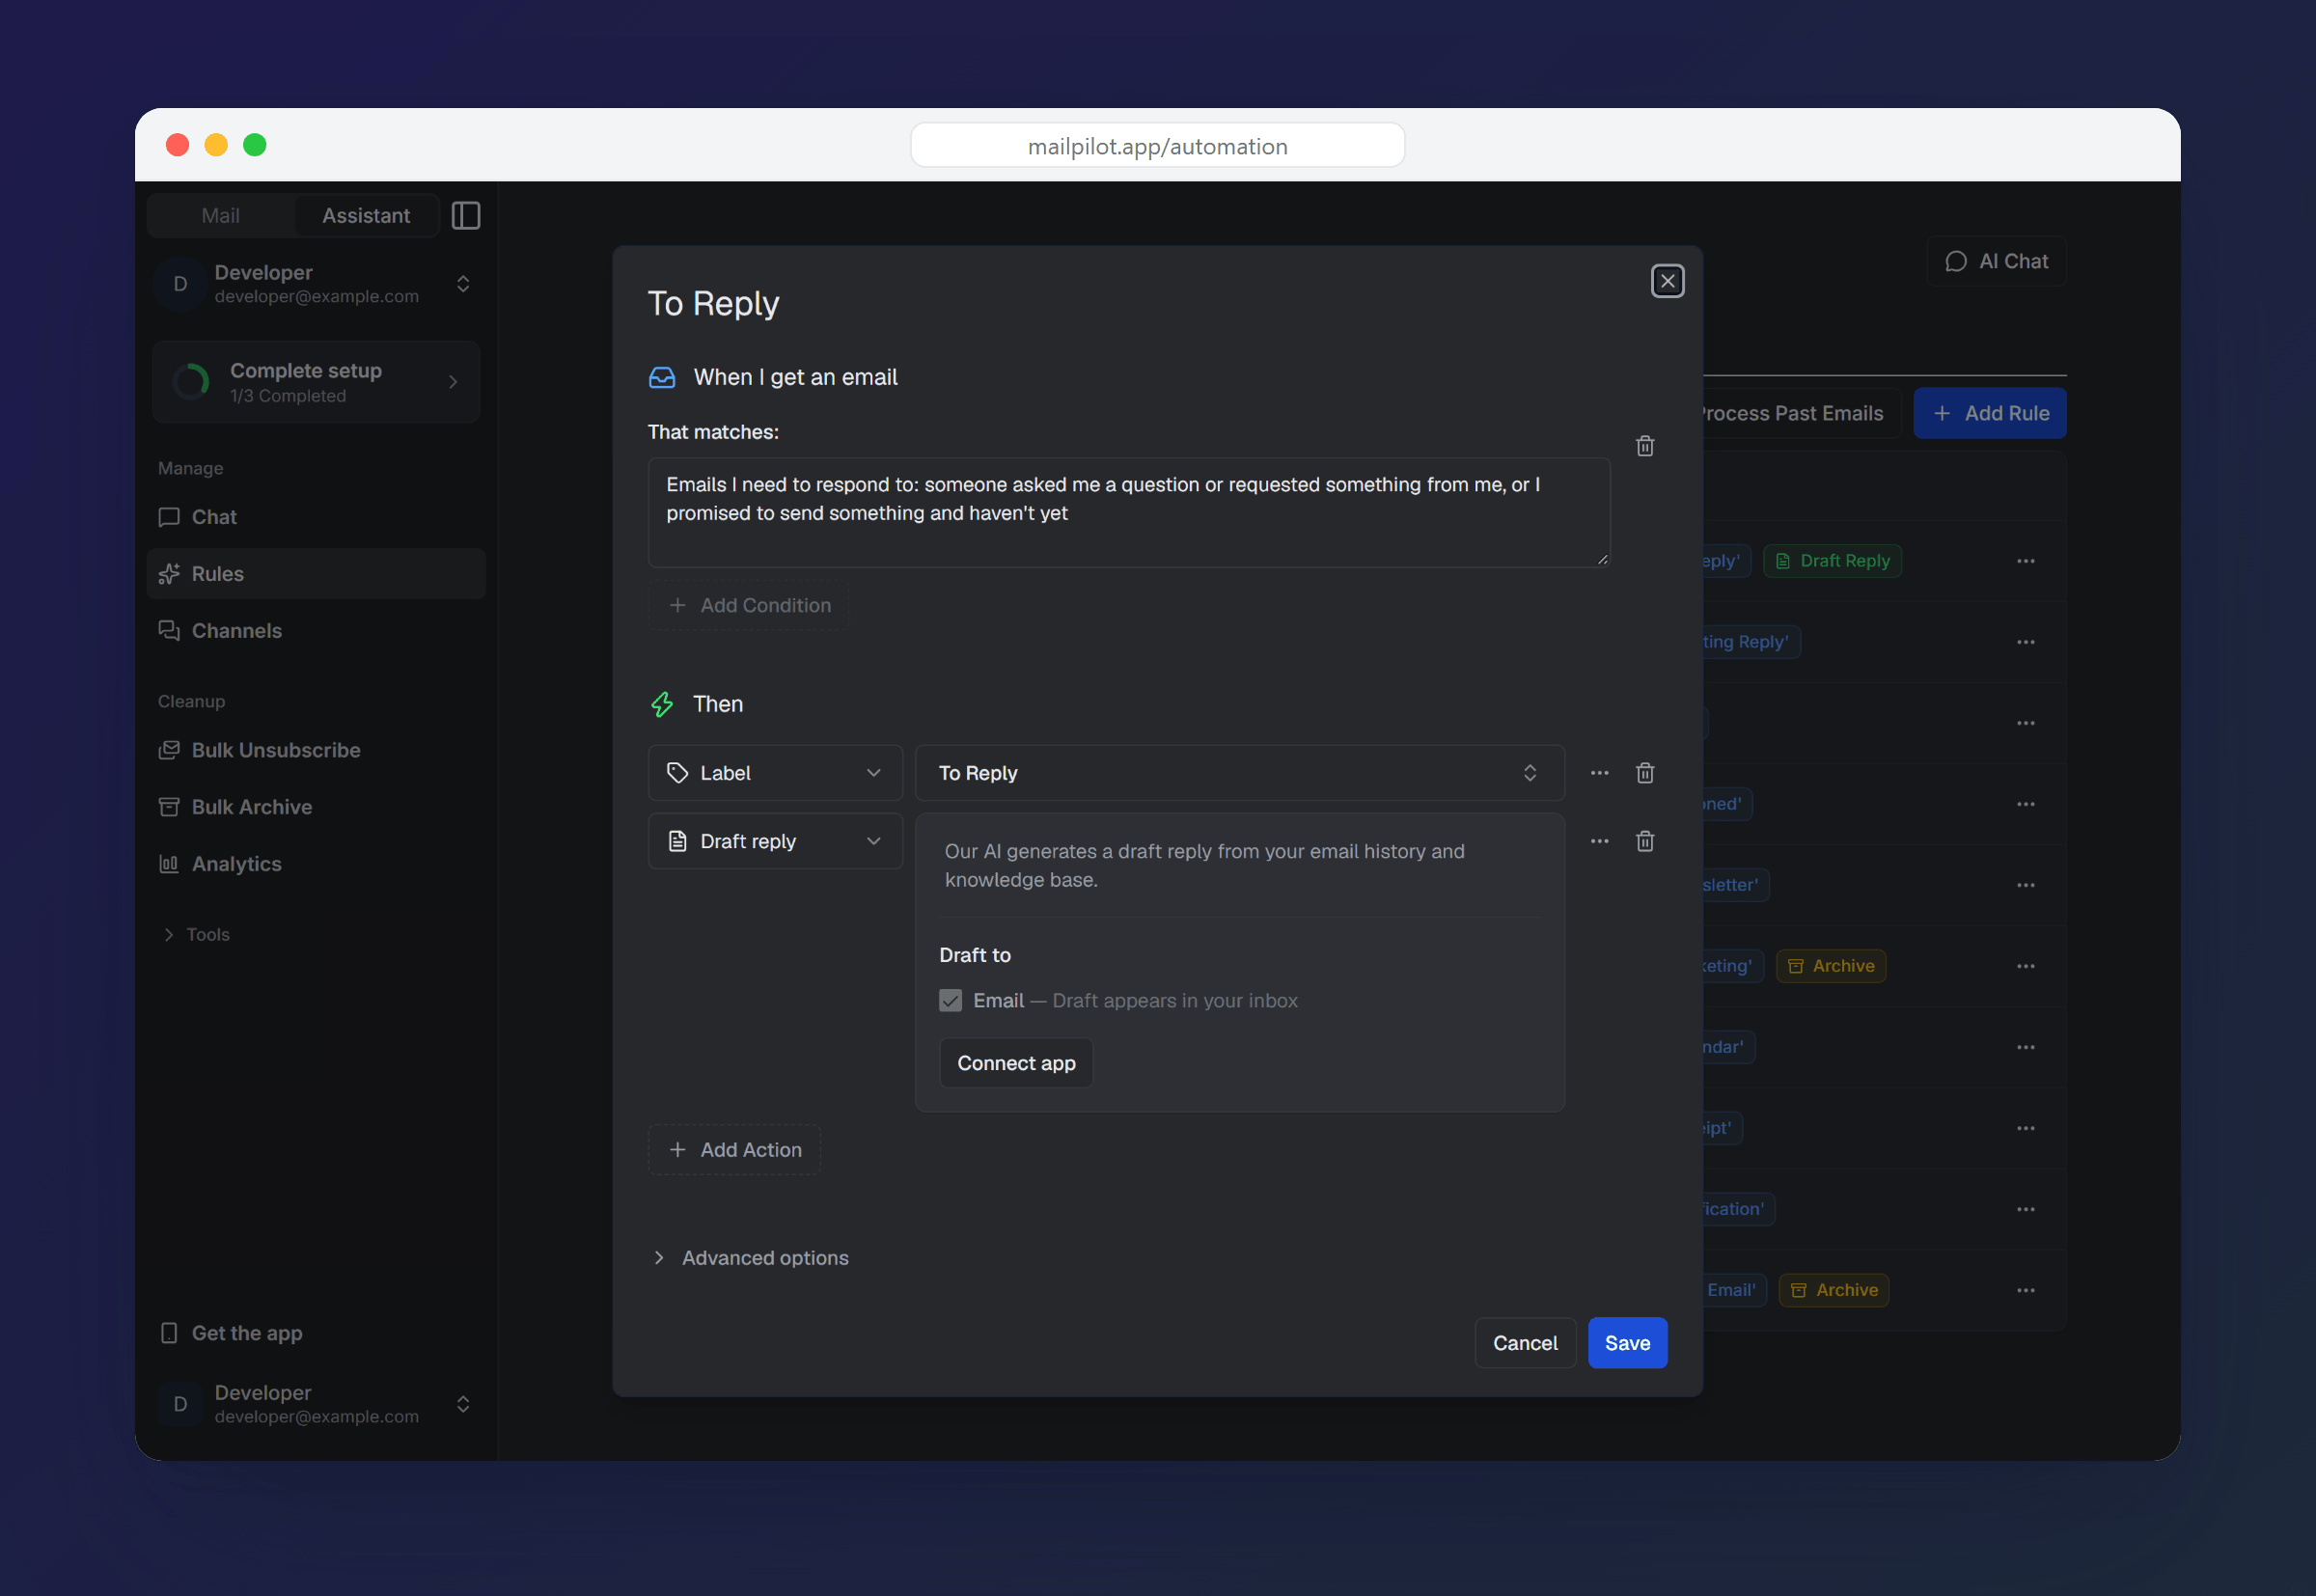 mailpilot.app/automation
Mail
Assistant
D
Developer
developer@example.com
Complete setup
1/3 Completed
Manage
Chat
Rules
Channels
Cleanup
Bulk Unsubscribe
Bulk Archive
Analytics
Tools
Get the app
D
Developer
developer@example.com
To Reply
When I get an email
That matches:
Emails I need to respond to: someone asked me a question or requested something from me, or I
promised to send something and haven't yet
Add Condition
Then
Label
To Reply
Draft reply
Our AI generates a draft reply from your email history and
knowledge base.
Draft to
Email — Draft appears in your inbox
Connect app
Add Action
Advanced options
Cancel
Save
AI Chat
Process Past Emails
Add Rule
eply'
Draft Reply
ting Reply'
oned'
sletter'
keting'
Archive
ndar'
eipt'
fication'
Email'
Archive